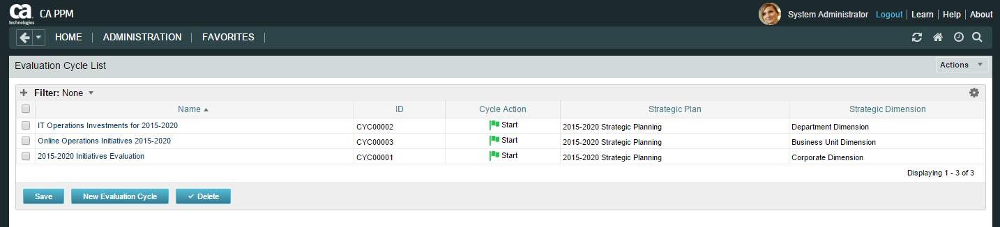 ca technologies CA PPM System Administrator Logout Learn Help About
HOME ADMINISTRATION FAVORITES
Evaluation Cycle List Actions
Filter: None
Name ID Cycle Action Strategic Plan Strategic Dimension
IT Operations Investments for 2015-2020 CYC00002 Start 2015-2020 Strategic Planning Department Dimension
Online Operations Initiatives 2015-2020 CYC00003 Start 2015-2020 Strategic Planning Business Unit Dimension
2015-2020 Initiatives Evaluation CYC00001 Start 2015-2020 Strategic Planning Corporate Dimension
Displaying 1 - 3 of 3
Save New Evaluation Cycle Delete